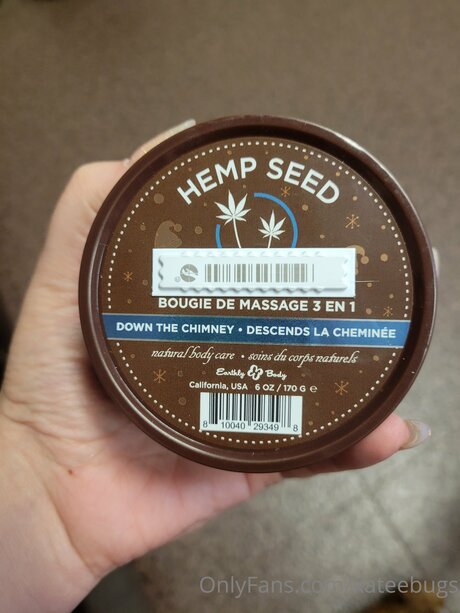 HEMP SEED
BOUGIE DE MASSAGE 3 EN 1
DOWN THE CHIMNEY • DESCENDS LA CHEMINÉE
natural body care • soins du corps naturels
Earthly Body
California, USA 6 OZ / 170 G e
8 10040 29349 8
OnlyFans.com/kateebugs